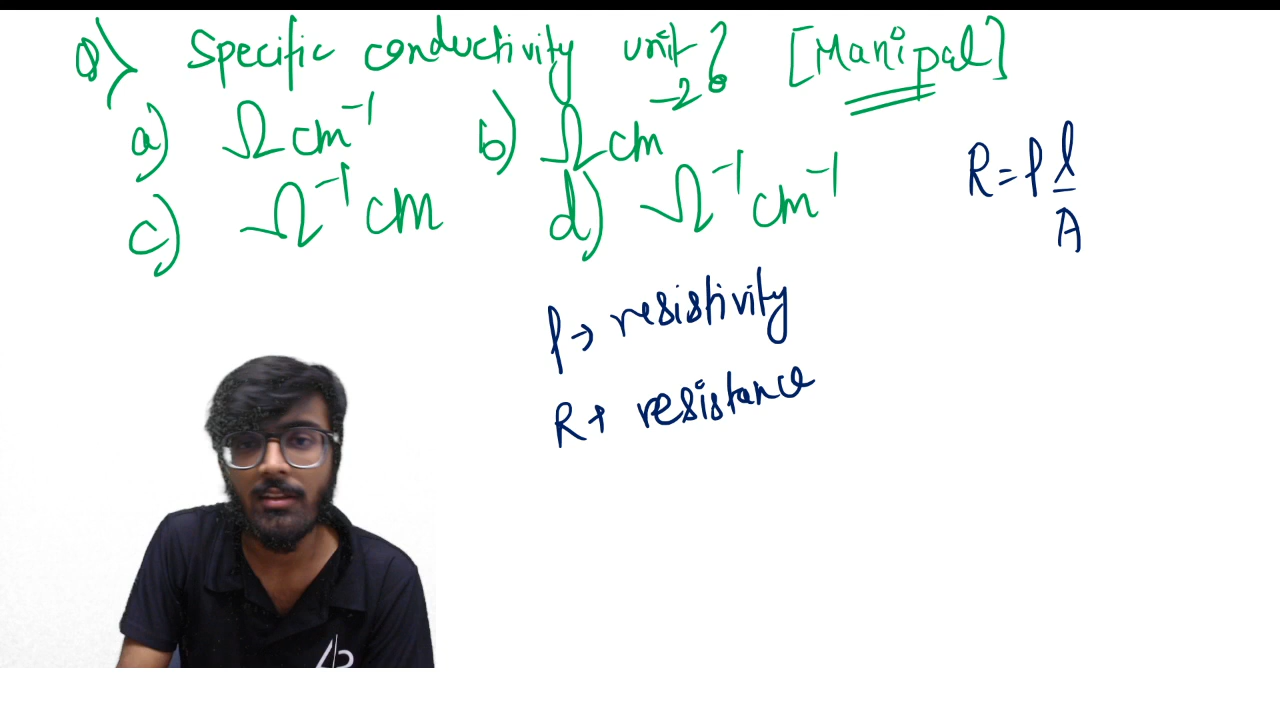 Q> Specific conductivity unit? [Manipal]
a) Ω cm⁻¹ b) Ω cm⁻²
c) Ω⁻¹ cm d) Ω⁻¹ cm⁻¹
R = ρ l/A
ρ → resistivity
R → resistance